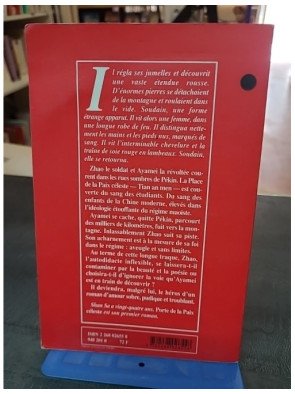 Il régla ses jumelles et découvrit
une vaste étendue rousse.
D'énormes pierres se détachaient
de la montagne et roulaient dans
le vide. Soudain, une forme
étrange apparut. Il vit alors une femme, dans
une longue robe de feu. Il distingua nette-
ment les mains et les pieds nus, marqués de
sang. Il vit l'interminable chevelure et la
traîne de soie rouge en lambeaux. Soudain,
elle se retourna.
Zhao le soldat et Ayamei la révoltée cou-
rent dans les rues sombres de Pékin. La Place
de la Paix céleste — Tian an men — est cou-
verte du sang des étudiants. Du sang des
enfants de la Chine moderne, élevés dans
l'idéologie étouffante du régime maoïste.
Ayamei se cache, quitte Pékin, parcourt
des milliers de kilomètres, fuit vers la mon-
tagne. Inlassablement Zhao suit sa piste.
Son acharnement est à la mesure de sa foi
dans le régime : aveugle et sans limites.
Au terme de cette longue traque, Zhao,
l'autodidacte inflexible, se laissera-t-il
contaminer par la beauté et la poésie ou
choisira-t-il d'ignorer la voie qu'Ayamei
est en train de découvrir ?
Il deviendra, malgré lui, le héros d'un
roman d'amour sobre, pudique et troublant.
Shan Sa a vingt-quatre ans. Porte de la Paix
céleste est son premier roman.